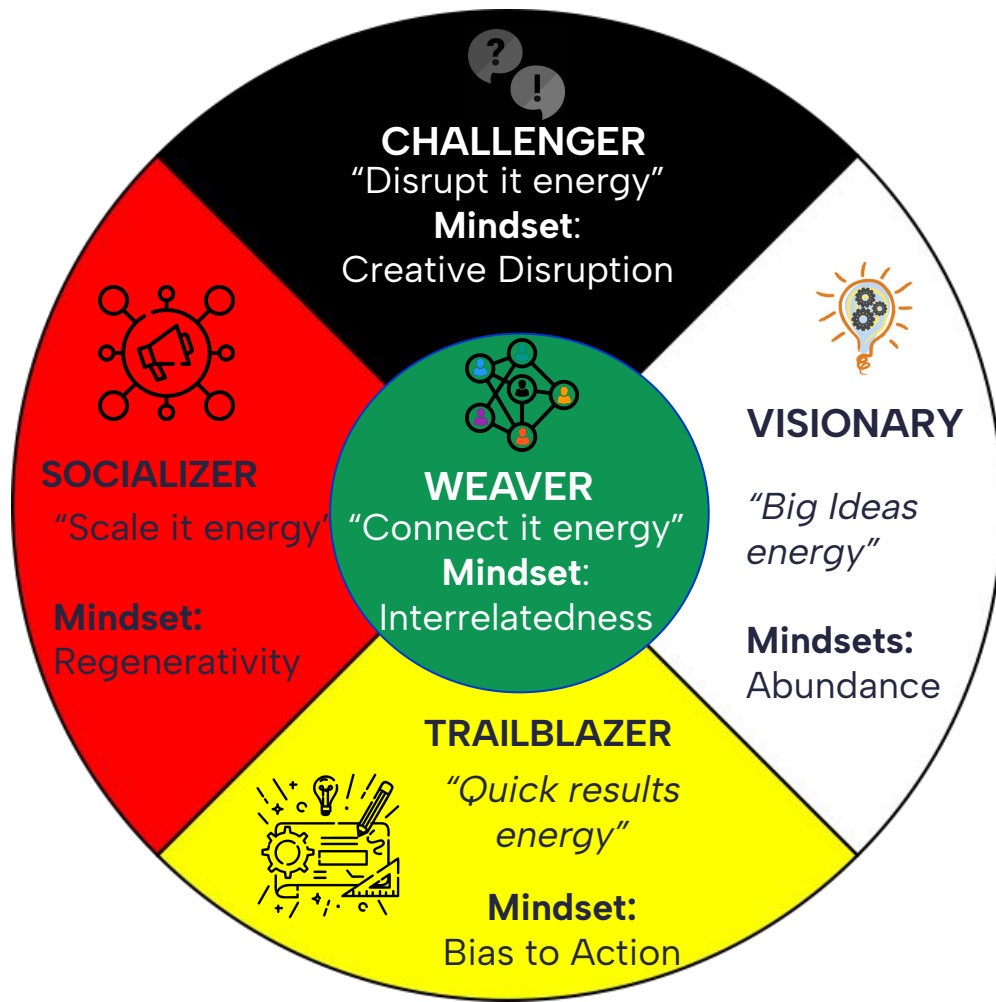 ?
!
CHALLENGER
“Disrupt it energy”
Mindset:
Creative Disruption
SOCIALIZER
“Scale it energy”
Mindset:
Regenerativity
WEAVER
“Connect it energy”
Mindset:
Interrelatedness
VISIONARY
“Big Ideas
energy”
Mindsets:
Abundance
TRAILBLAZER
“Quick results
energy”
Mindset:
Bias to Action